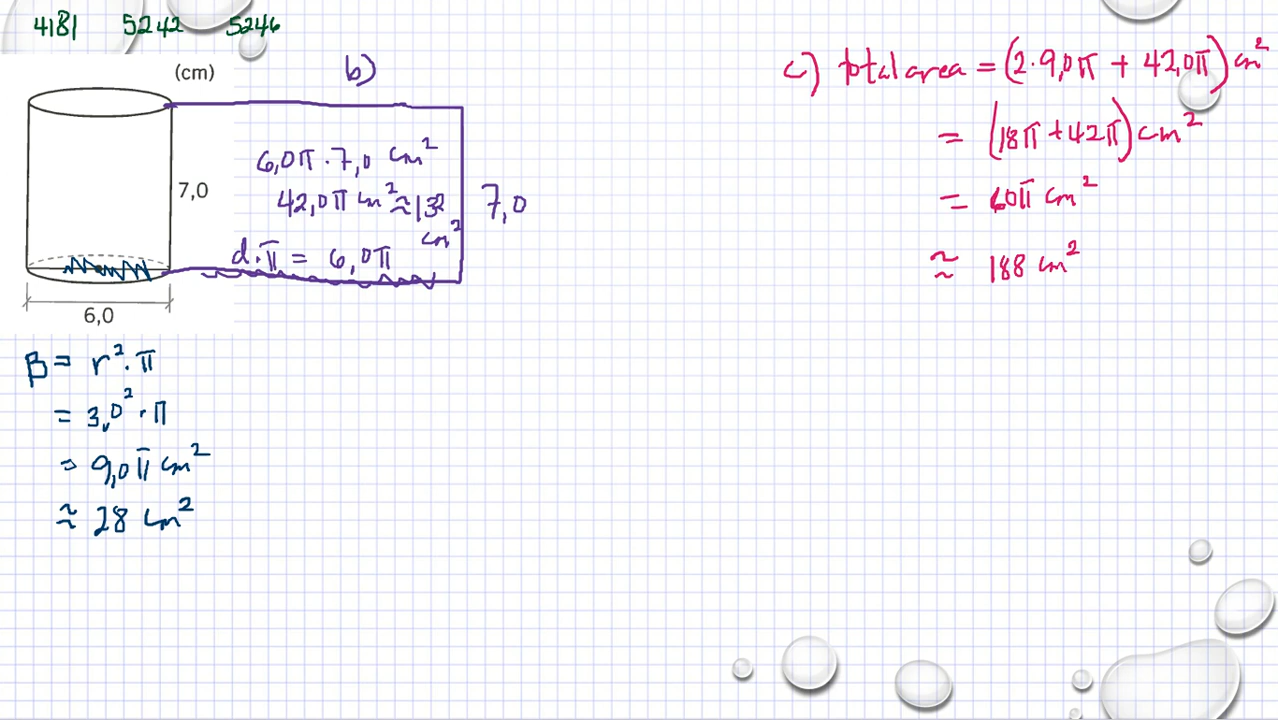 4181 5242 5246
(cm)
7,0
6,0
B = r² · π
= 3,0² · π
= 9,0π cm²
≈ 28 cm²
b)
6,0π · 7,0 cm²
42,0π cm² ≈ 132
cm²
d · π = 6,0π
7,0
c) total area = (2 · 9,0π + 42,0π) cm²
= (18π + 42π) cm²
= 60π cm²
≈ 188 cm²